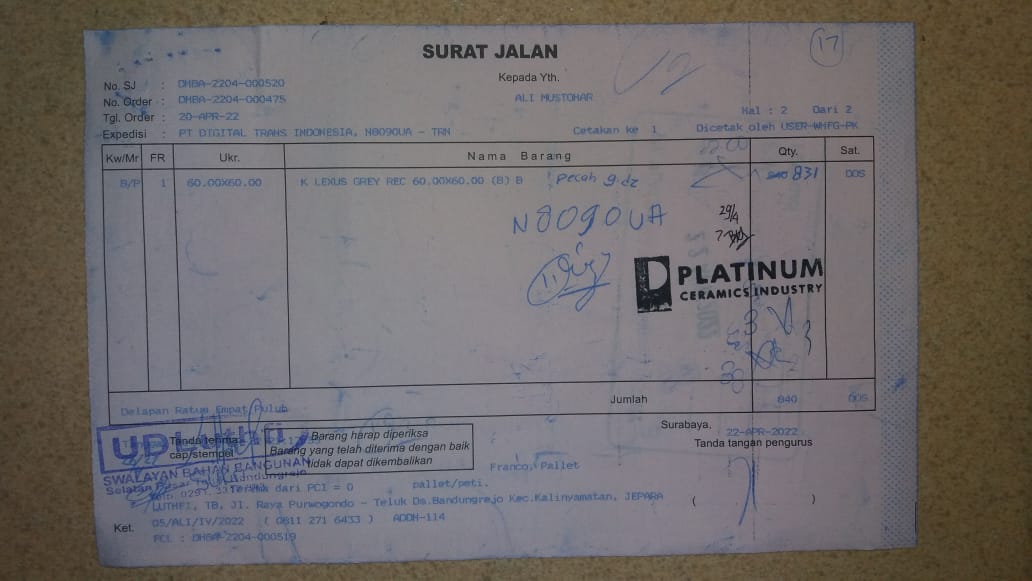 17
SURAT JALAN
Kepada Yth.
ALI MUSTOHAR
No. SJ : DMBA-2204-000520
No. Order : DMBA-2204-000475
Tgl. Order : 20-APR-22
Hal : 2 Dari 2
Expedisi : PT DIGITAL TRANS INDONESIA, N8090UA - TRN
Cetakan ke 1 Dicetak oleh USER-WHFG-PK
Kw/Mr FR Ukr. Nama Barang Qty. Sat.
B/P 1 60.00X60.00 K LEXUS GREY REC 60.00X60.00 (B) B Pecah 9 dz 840 831 DOS
N8090UA
29/4
PLATINUM
CERAMICS INDUSTRY
Jumlah 840 DOS
Delapan Ratus Empat Puluh
Surabaya, 22-APR-2022
Tanda tangan pengurus
UD Luthfi
Tanda terima
cap/stempel
Barang harap diperiksa
Barang yang telah diterima dengan baik
tidak dapat dikembalikan
SWALAYAN BAHAN BANGUNAN
Franco, Pallet
dari PCI = 0 pallet/peti.
LUTHFI, TB, Jl. Raya Purwogondo - Teluk Ds.Bandungrejo Kec.Kalinyamatan, JEPARA
( )
Ket. 05/ALI/IV/2022 ( 0811 271 6433 ) ADDN-114
PCI. : DMBA-2204-000519